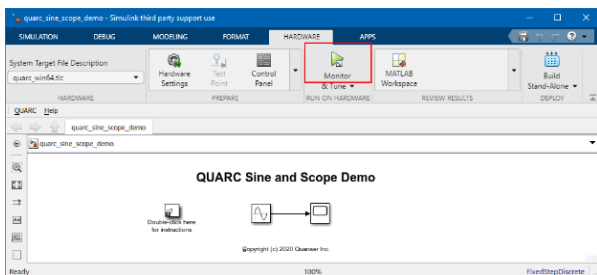 quarc_sine_scope_demo - Simulink third party support use
SIMULATION DEBUG MODELING FORMAT HARDWARE APPS
System Target File Description
quarc_win64.tlc
Hardware Settings
Test Point
Control Panel
Monitor & Tune
MATLAB Workspace
Build Stand-Alone
HARDWARE PREPARE RUN ON HARDWARE REVIEW RESULTS DEPLOY
QUARC Help
quarc_sine_scope_demo
quarc_sine_scope_demo
QUARC Sine and Scope Demo
Double-click here
for instructions
Copyright (c) 2020 Quanser Inc.
Ready 100% FixedStepDiscrete